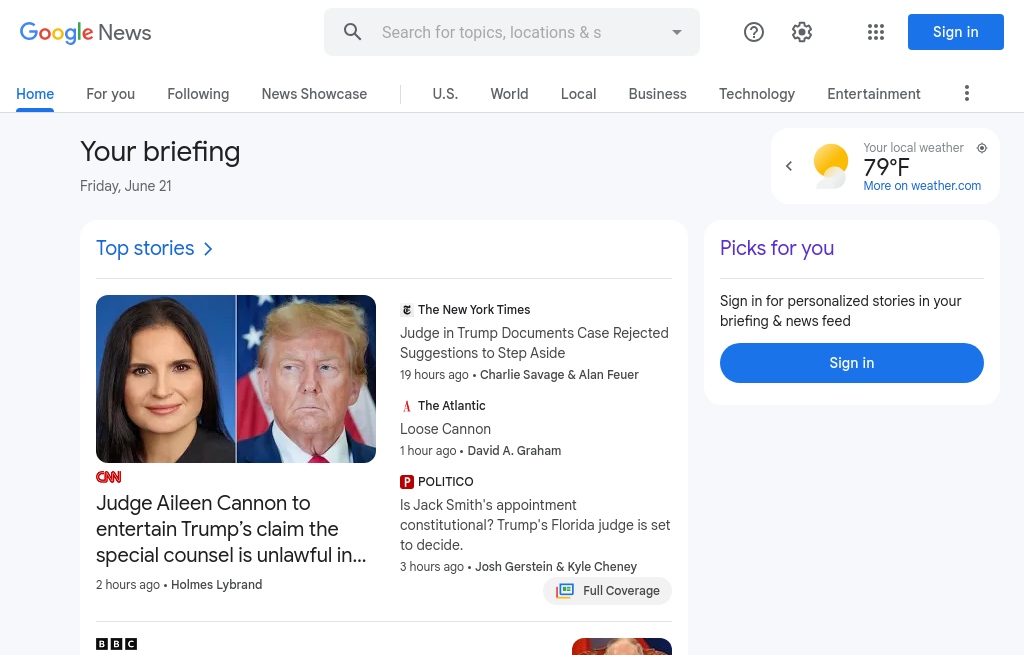 Google News
Search for topics, locations & s
Sign in
Home
For you
Following
News Showcase
U.S.
World
Local
Business
Technology
Entertainment
Your briefing
Friday, June 21
Your local weather
79°F
More on weather.com
Top stories
CNN
Judge Aileen Cannon to
entertain Trump’s claim the
special counsel is unlawful in...
2 hours ago • Holmes Lybrand
The New York Times
Judge in Trump Documents Case Rejected
Suggestions to Step Aside
19 hours ago • Charlie Savage & Alan Feuer
The Atlantic
Loose Cannon
1 hour ago • David A. Graham
POLITICO
Is Jack Smith's appointment
constitutional? Trump's Florida judge is set
to decide.
3 hours ago • Josh Gerstein & Kyle Cheney
Full Coverage
BBC
Picks for you
Sign in for personalized stories in your
briefing & news feed
Sign in